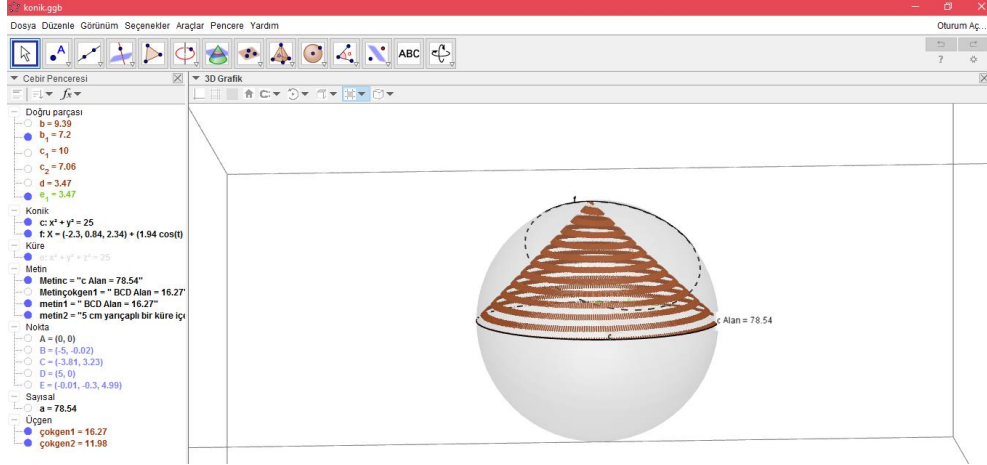 konik.ggb
Dosya Düzenle Görünüm Seçenekler Araçlar Pencere Yardım
Oturum Aç...
ABC
Cebir Penceresi
3D Grafik
Doğru parçası
b = 9.39
b₁ = 7.2
c₁ = 10
c₂ = 7.06
d = 3.47
e₁ = 3.47
Konik
c: x² + y² = 25
f: X = (-2.3, 0.84, 2.34) + (1.94 cos(t)
Küre
e: x² + y² + z² = 25
Metin
Metinc = "c Alan = 78.54"
Metinçokgen1 = " BCD Alan = 16.27"
metin1 = " BCD Alan = 16.27"
metin2 = "5 cm yarıçaplı bir küre içi
Nokta
A = (0, 0)
B = (-5, -0.02)
C = (-3.81, 3.23)
D = (5, 0)
E = (-0.01, -0.3, 4.99)
Sayısal
a = 78.54
Üçgen
çokgen1 = 16.27
çokgen2 = 11.98
f
c Alan = 78.54
c